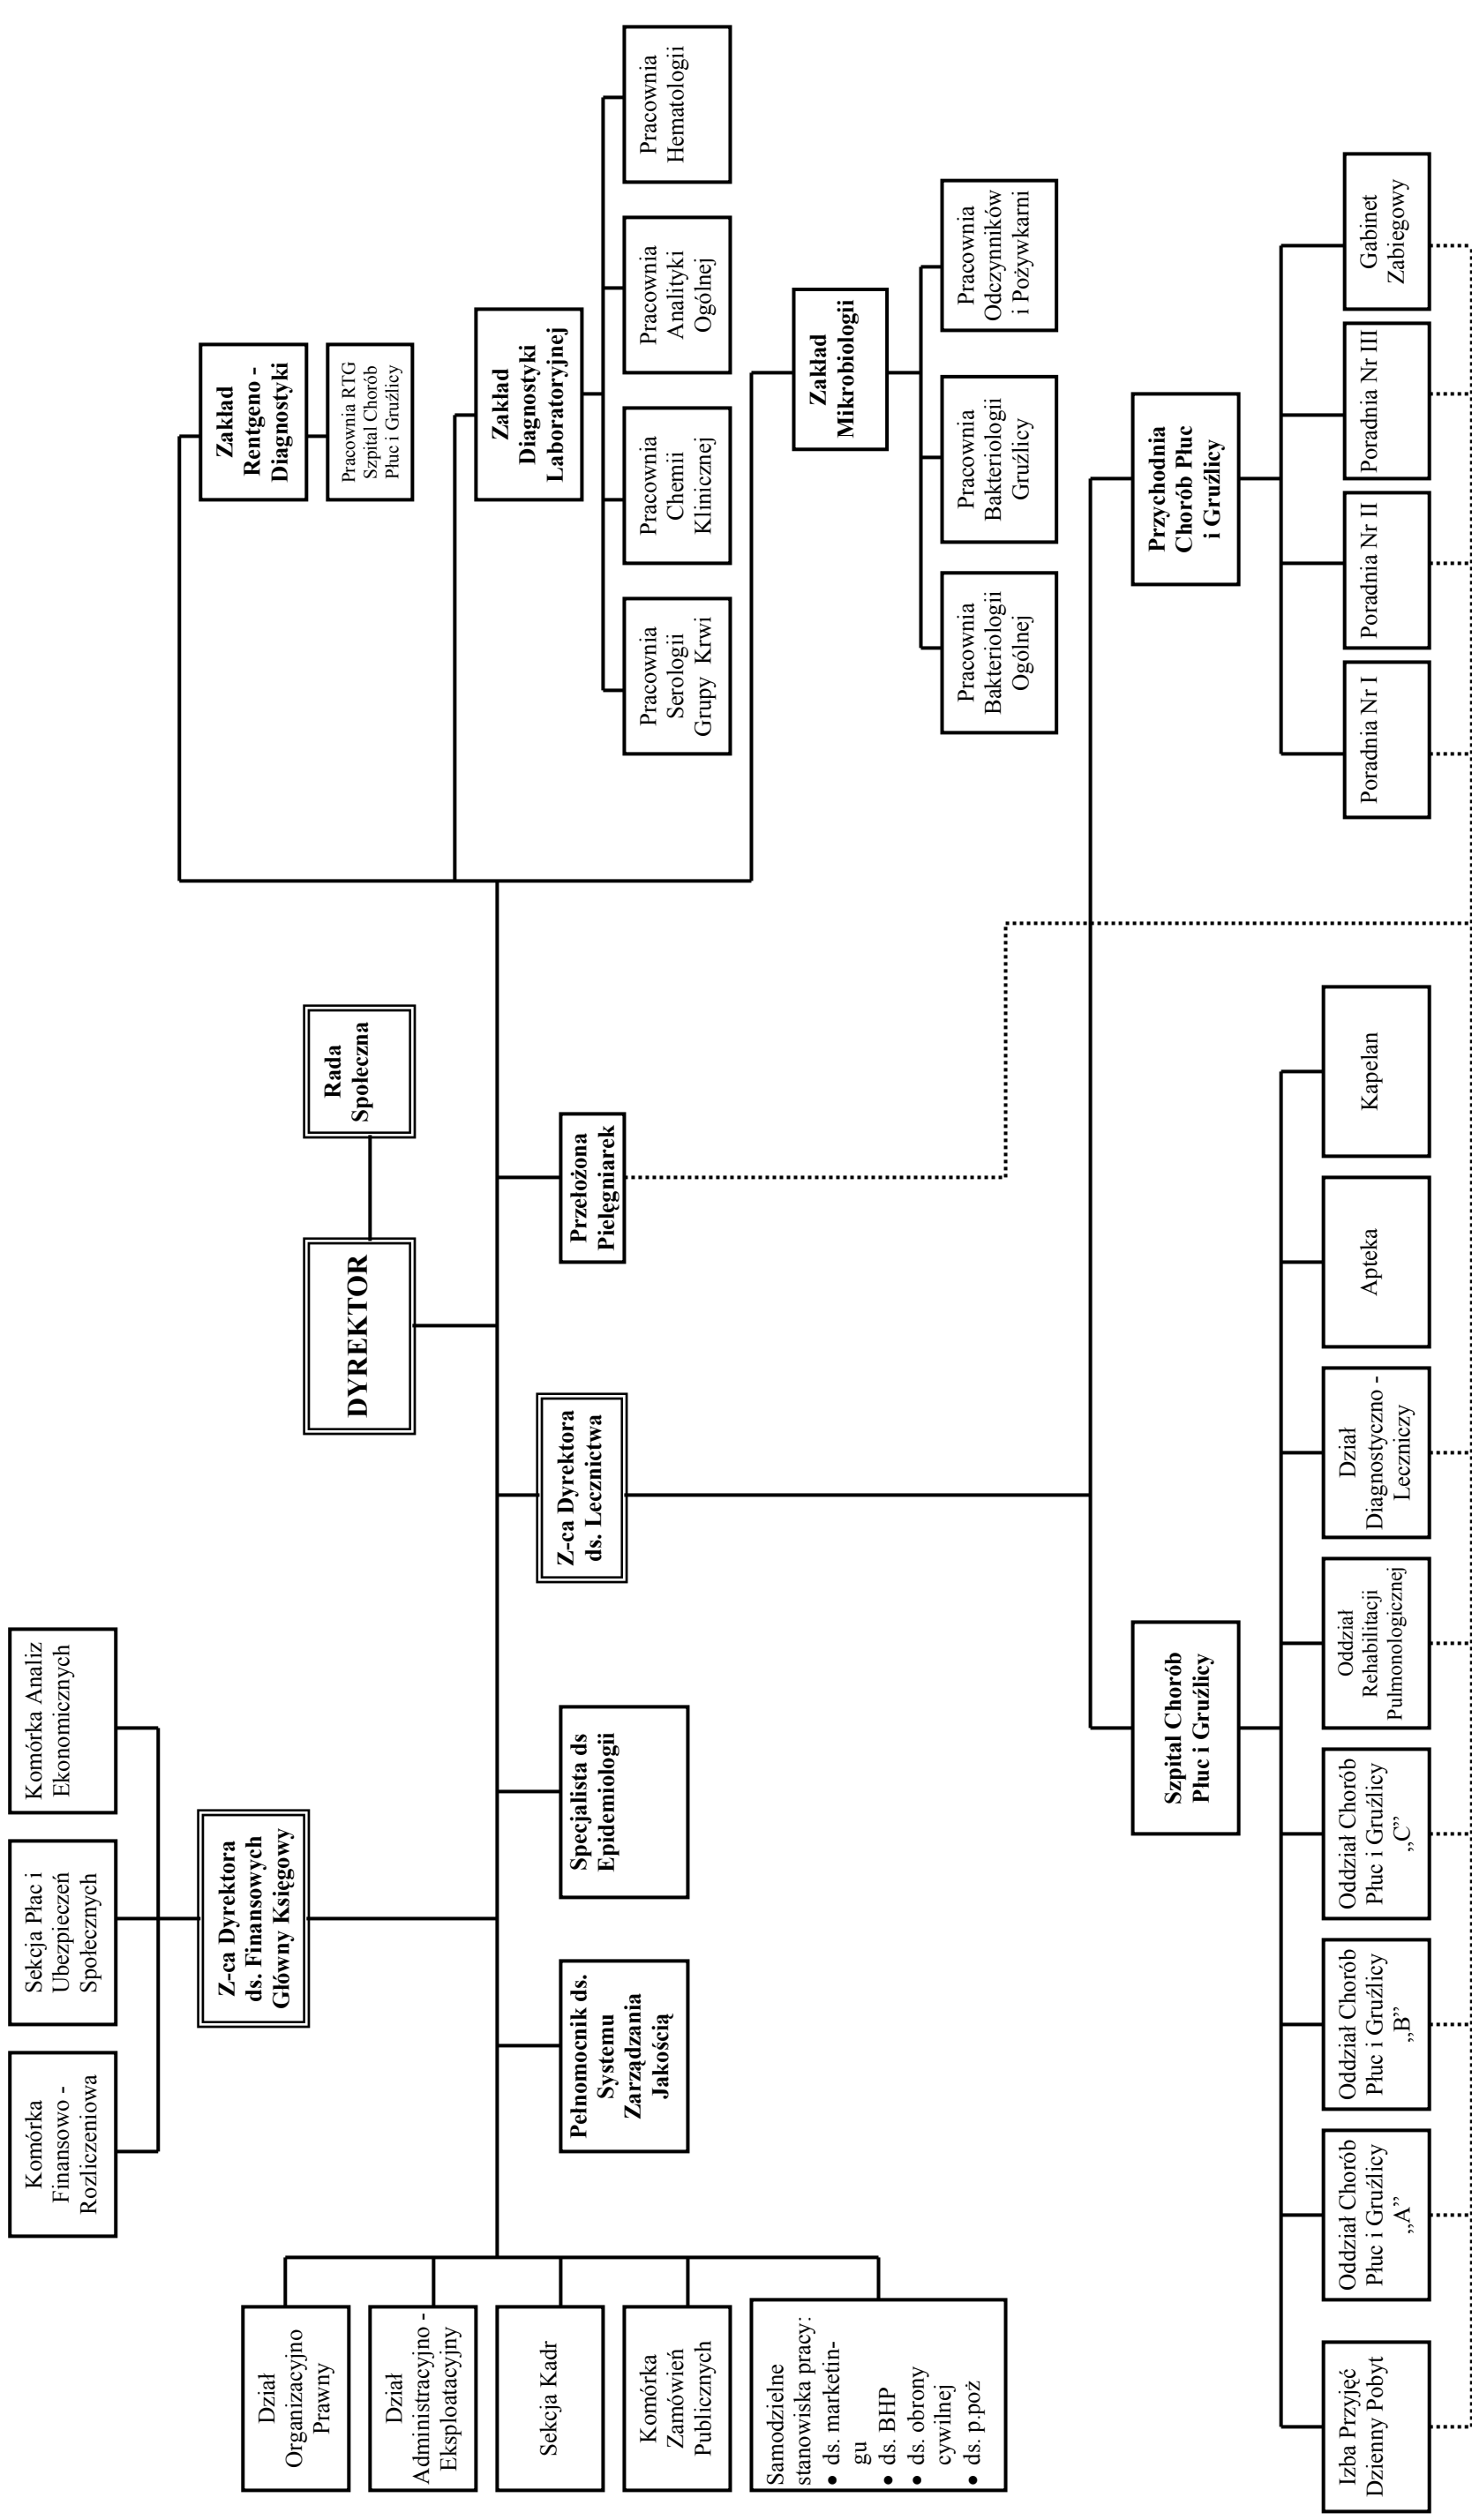 Komórka
Finansowo -
Rozliczeniowa
Sekcja Płac i
Ubezpieczeń
Społecznych
Komórka Analiz
Ekonomicznych
Z-ca Dyrektora
ds. Finansowych
Główny Księgowy
DYREKTOR
Rada
Społeczna
Zakład
Rentgeno -
Diagnostyki
Pracownia RTG
Szpital Chorób
Płuc i Gruźlicy
Dział
Organizacyjno
Prawny
Dział
Administracyjno -
Eksploatacyjny
Sekcja Kadr
Komórka
Zamówień
Publicznych
Samodzielne
stanowiska pracy:
• ds. marketin-
gu
• ds. BHP
• ds. obrony
cywilnej
• ds. p.poż
Pełnomocnik ds.
Systemu
Zarządzania
Jakością
Specjalista ds
Epidemiologii
Z-ca Dyrektora
ds. Lecznictwa
Przełożona
Pielęgniarek
Zakład
Diagnostyki
Laboratoryjnej
Pracownia
Serologii
Grupy Krwi
Pracownia
Chemii
Klinicznej
Pracownia
Analityki
Ogólnej
Pracownia
Hematologii
Zakład
Mikrobiologii
Pracownia
Bakteriologii
Ogólnej
Pracownia
Bakteriologii
Gruźlicy
Pracownia
Odczynników
i Pożywkarni
Szpital Chorób
Płuc i Gruźlicy
Przychodnia
Chorób Płuc
i Gruźlicy
Izba Przyjęć
Dzienny Pobyt
Oddział Chorób
Płuc i Gruźlicy
„A”
Oddział Chorób
Płuc i Gruźlicy
„B”
Oddział Chorób
Płuc i Gruźlicy
„C”
Oddział
Rehabilitacji
Pulmonologicznej
Dział
Diagnostyczno -
Leczniczy
Apteka
Kapelan
Poradnia Nr I
Poradnia Nr II
Poradnia Nr III
Gabinet
Zabiegowy